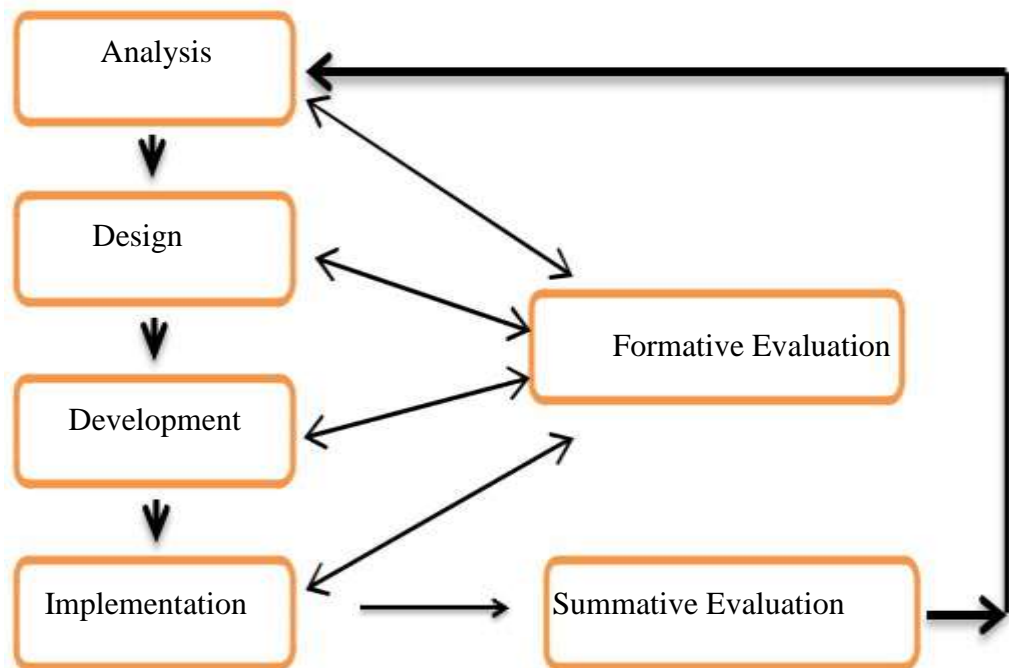 Analysis
Design
Formative Evaluation
Development
Implementation
Summative Evaluation